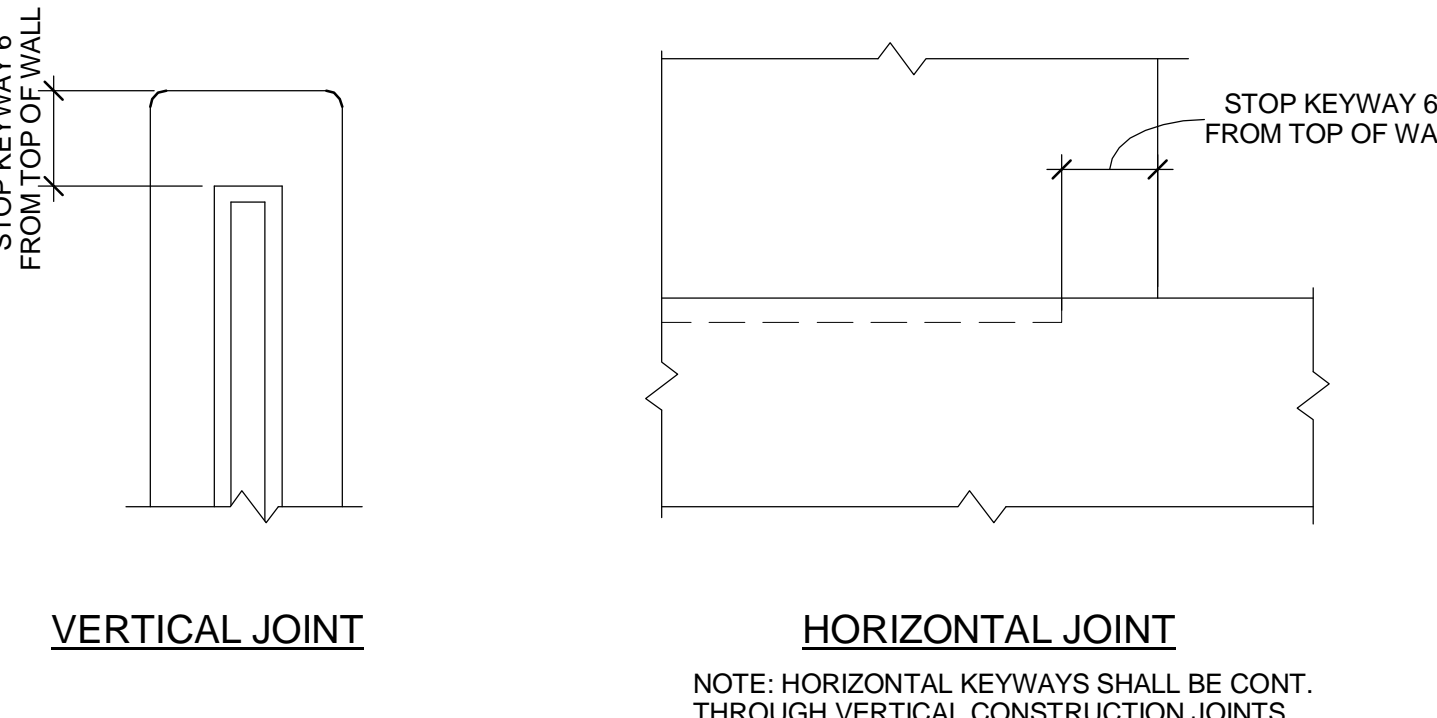 STOP KEYWAY 6
FROM TOP OF WALL
STOP KEYWAY 6
FROM TOP OF WA
VERTICAL JOINT
HORIZONTAL JOINT
NOTE: HORIZONTAL KEYWAYS SHALL BE CONT.
THROUGH VERTICAL CONSTRUCTION JOINTS